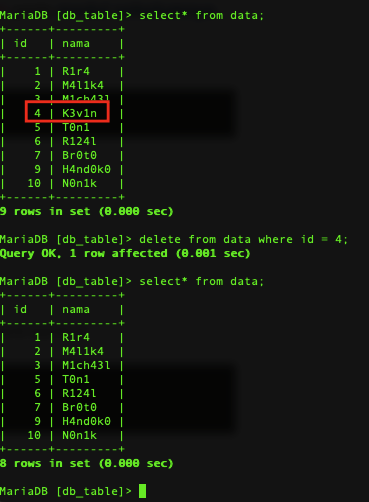 MariaDB [db_table]> select* from data;
+------+---------+
| id   | nama    |
+------+---------+
|    1 | R1r4    |
|    2 | M4l1k4  |
|    3 | M1ch43l |
|    4 | K3v1n   |
|    5 | T0n1    |
|    6 | R124l   |
|    7 | Br0t0   |
|    9 | H4nd0k0 |
|   10 | N0n1k   |
+------+---------+
9 rows in set (0.000 sec)
MariaDB [db_table]> delete from data where id = 4;
Query OK, 1 row affected (0.001 sec)
MariaDB [db_table]> select* from data;
+------+---------+
| id   | nama    |
+------+---------+
|    1 | R1r4    |
|    2 | M4l1k4  |
|    3 | M1ch43l |
|    5 | T0n1    |
|    6 | R124l   |
|    7 | Br0t0   |
|    9 | H4nd0k0 |
|   10 | N0n1k   |
+------+---------+
8 rows in set (0.000 sec)
MariaDB [db_table]>